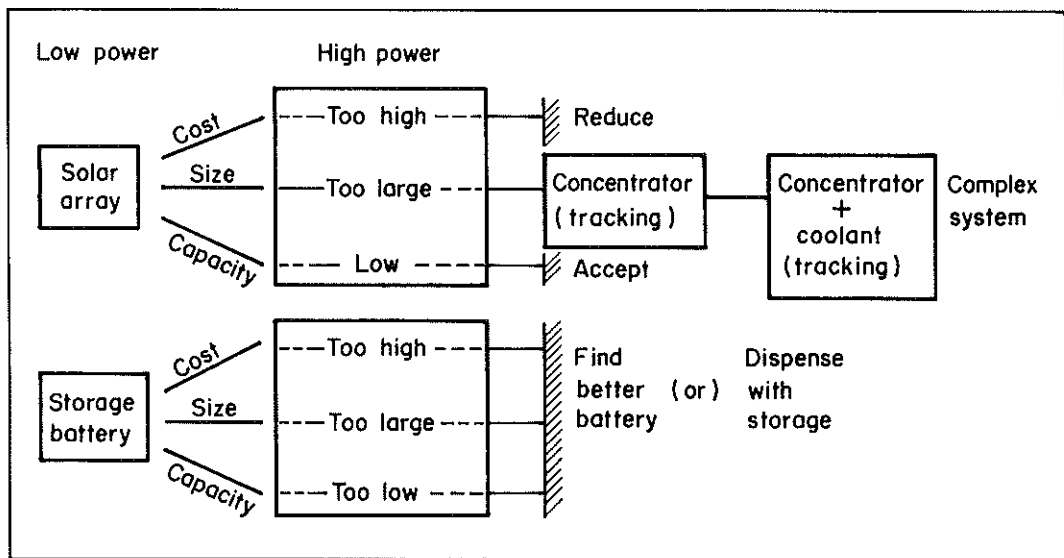 Low power
High power
Cost
Too high
Reduce
Solar
array
Size
Too large
Concentrator
(tracking)
Concentrator
+
coolant
(tracking)
Complex
system
Capacity
Low
Accept
Cost
Too high
Storage
battery
Size
Too large
Find
better (or)
battery
Dispense
with
storage
Capacity
Too low